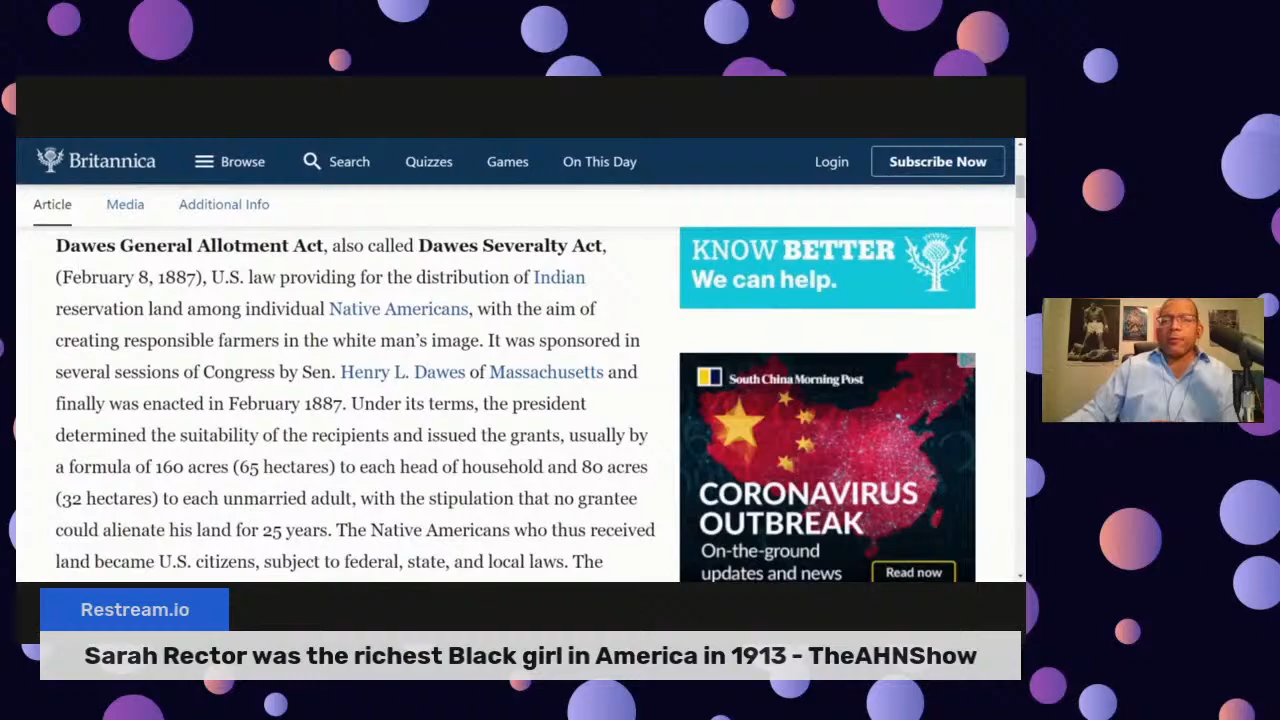 Britannica
Browse
Search
Quizzes
Games
On This Day
Login
Subscribe Now
Article
Media
Additional Info
Dawes General Allotment Act, also called Dawes Severalty Act,
(February 8, 1887), U.S. law providing for the distribution of Indian
reservation land among individual Native Americans, with the aim of
creating responsible farmers in the white man’s image. It was sponsored in
several sessions of Congress by Sen. Henry L. Dawes of Massachusetts and
finally was enacted in February 1887. Under its terms, the president
determined the suitability of the recipients and issued the grants, usually by
a formula of 160 acres (65 hectares) to each head of household and 80 acres
(32 hectares) to each unmarried adult, with the stipulation that no grantee
could alienate his land for 25 years. The Native Americans who thus received
land became U.S. citizens, subject to federal, state, and local laws. The
KNOW BETTER
We can help.
South China Morning Post
CORONAVIRUS
OUTBREAK
On-the-ground
updates and news
Read now
Restream.io
Sarah Rector was the richest Black girl in America in 1913 - TheAHNShow